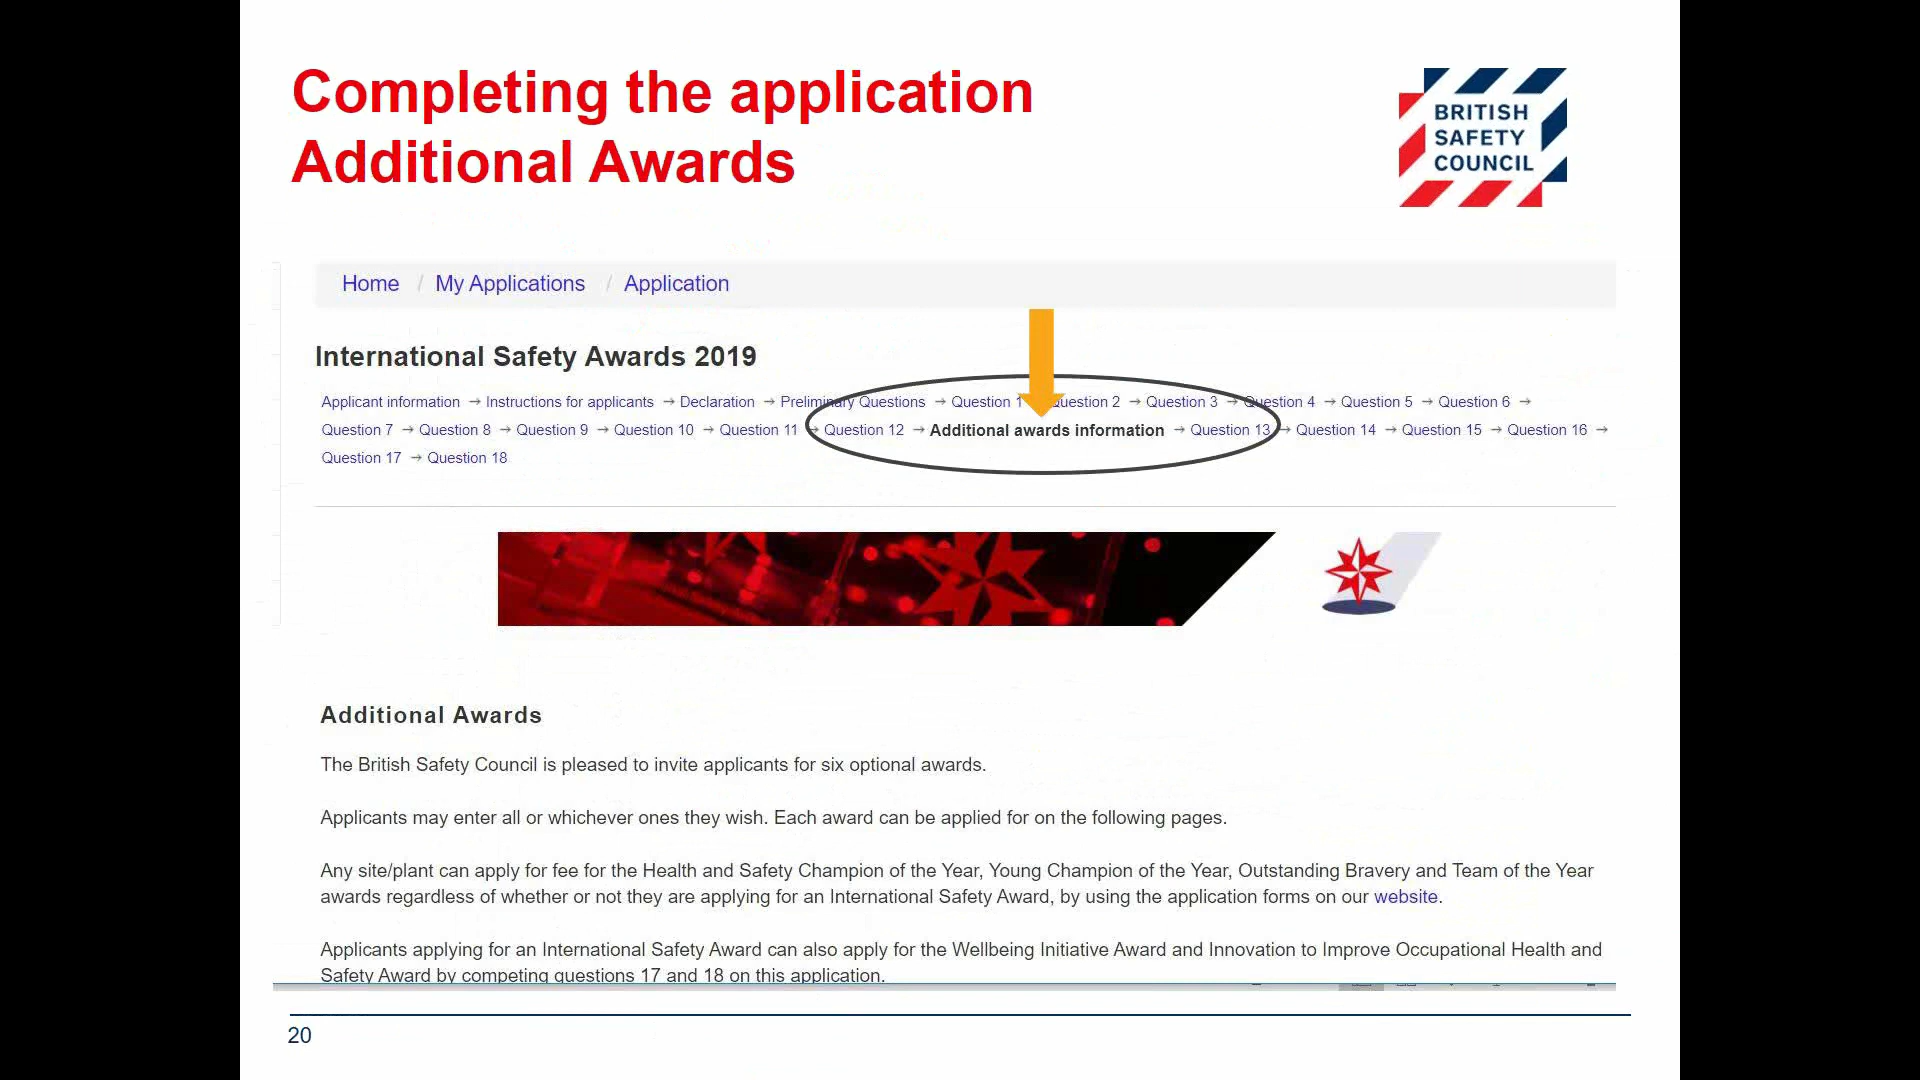 Completing the application
Additional Awards
BRITISH
SAFETY
COUNCIL
Home / My Applications / Application
International Safety Awards 2019
Applicant information → Instructions for applicants → Declaration → Preliminary Questions → Question 1 Question 2 → Question 3 → Question 4 → Question 5 → Question 6 →
Question 7 → Question 8 → Question 9 → Question 10 → Question 11 → Question 12 → Additional awards information → Question 13 → Question 14 → Question 15 → Question 16 →
Question 17 → Question 18
Additional Awards
The British Safety Council is pleased to invite applicants for six optional awards.
Applicants may enter all or whichever ones they wish. Each award can be applied for on the following pages.
Any site/plant can apply for fee for the Health and Safety Champion of the Year, Young Champion of the Year, Outstanding Bravery and Team of the Year
awards regardless of whether or not they are applying for an International Safety Award, by using the application forms on our website.
Applicants applying for an International Safety Award can also apply for the Wellbeing Initiative Award and Innovation to Improve Occupational Health and
Safety Award by competing questions 17 and 18 on this application.
20